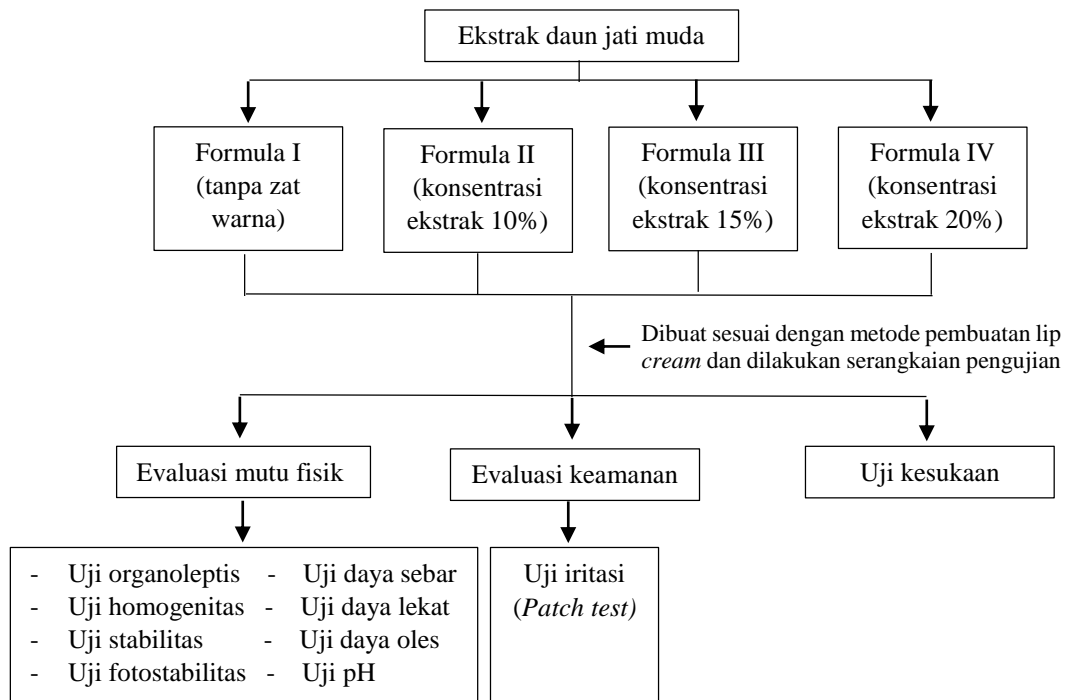 Ekstrak daun jati muda
Formula I
(tanpa zat
warna)
Formula II
(konsentrasi
ekstrak 10%)
Formula III
(konsentrasi
ekstrak 15%)
Formula IV
(konsentrasi
ekstrak 20%)
Dibuat sesuai dengan metode pembuatan lip
cream dan dilakukan serangkaian pengujian
Evaluasi mutu fisik
Evaluasi keamanan
Uji kesukaan
- Uji organoleptis - Uji daya sebar
- Uji homogenitas - Uji daya lekat
- Uji stabilitas - Uji daya oles
- Uji fotostabilitas - Uji pH
Uji iritasi
(Patch test)